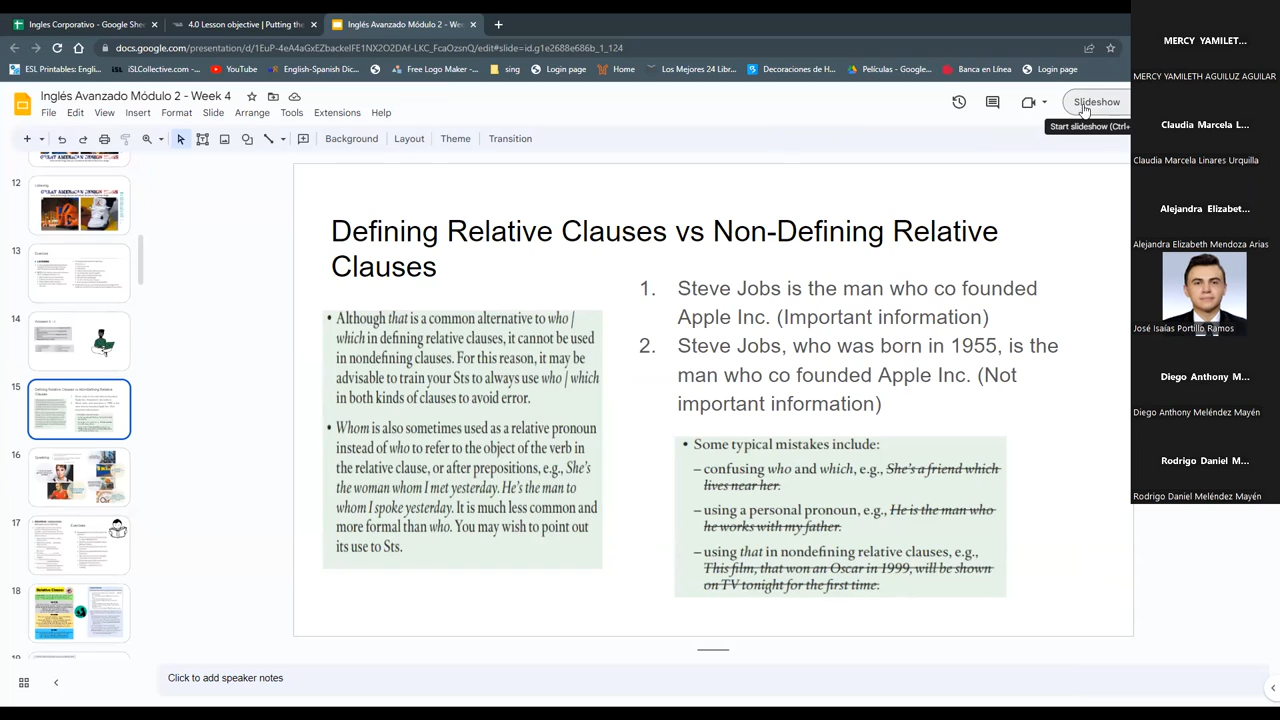 Ingles Corporativo - Google She
4.0 Lesson objective | Putting the
Inglés Avanzado Módulo 2 - We
docs.google.com/presentation/d/1EuP-4eA4aGxEZbackeIFE1NX2O2DAf-LKC_FcaOzsnQ/edit#slide=id.g1e2688e686b_1_124
ESL Printables: Engli...
iSLCollective.com -...
YouTube
English-Spanish Dic...
Login page
Free Logo Maker -...
sing
Login page
Home
Los Mejores 24 Libr...
Decoraciones de H...
Películas - Google...
Banca en Línea
Login page
Inglés Avanzado Módulo 2 - Week 4
File Edit View Insert Format Slide Arrange Tools Extensions Help
Slideshow
Start slideshow (Ctrl+
Background Layout Theme Transition
12
13
14
15
16
17
18
19
Defining Relative Clauses vs Non-Defining Relative
Clauses
• Although that is a common alternative to who /
which in defining relative clauses, it cannot be used
in nondefining clauses. For this reason, it may be
advisable to train your Sts to always use who / which
in both kinds of clauses to avoid error.
• Whom is also sometimes used as a relative pronoun
instead of who to refer to the object of the verb in
the relative clause, or after prepositions, e.g., She's
the woman whom I met yesterday. He's the man to
whom I spoke yesterday. It is much less common and
more formal than who. You may wish to point out
its use to Sts.
1. Steve Jobs is the man who co founded
Apple Inc. (Important information)
2. Steve Jobs, who was born in 1955, is the
man who co founded Apple Inc. (Not
important information)
• Some typical mistakes include:
– confusing who and which, e.g., She's a friend which
lives near her.
– using a personal pronoun, e.g., He is the man who
he works with my father.
– using that in nondefining relative clauses, e.g.
This film, that won an Oscar in 1999, will be shown
on TV tonight for the first time.
Click to add speaker notes
MERCY YAMILET...
MERCY YAMILETH AGUILUZ AGUILAR
Claudia Marcela L...
Claudia Marcela Linares Urquilla
Alejandra Elizabet...
Alejandra Elizabeth Mendoza Arias
José Isaías Portillo Ramos
Diego Anthony M...
Diego Anthony Meléndez Mayén
Rodrigo Daniel M...
Rodrigo Daniel Meléndez Mayén